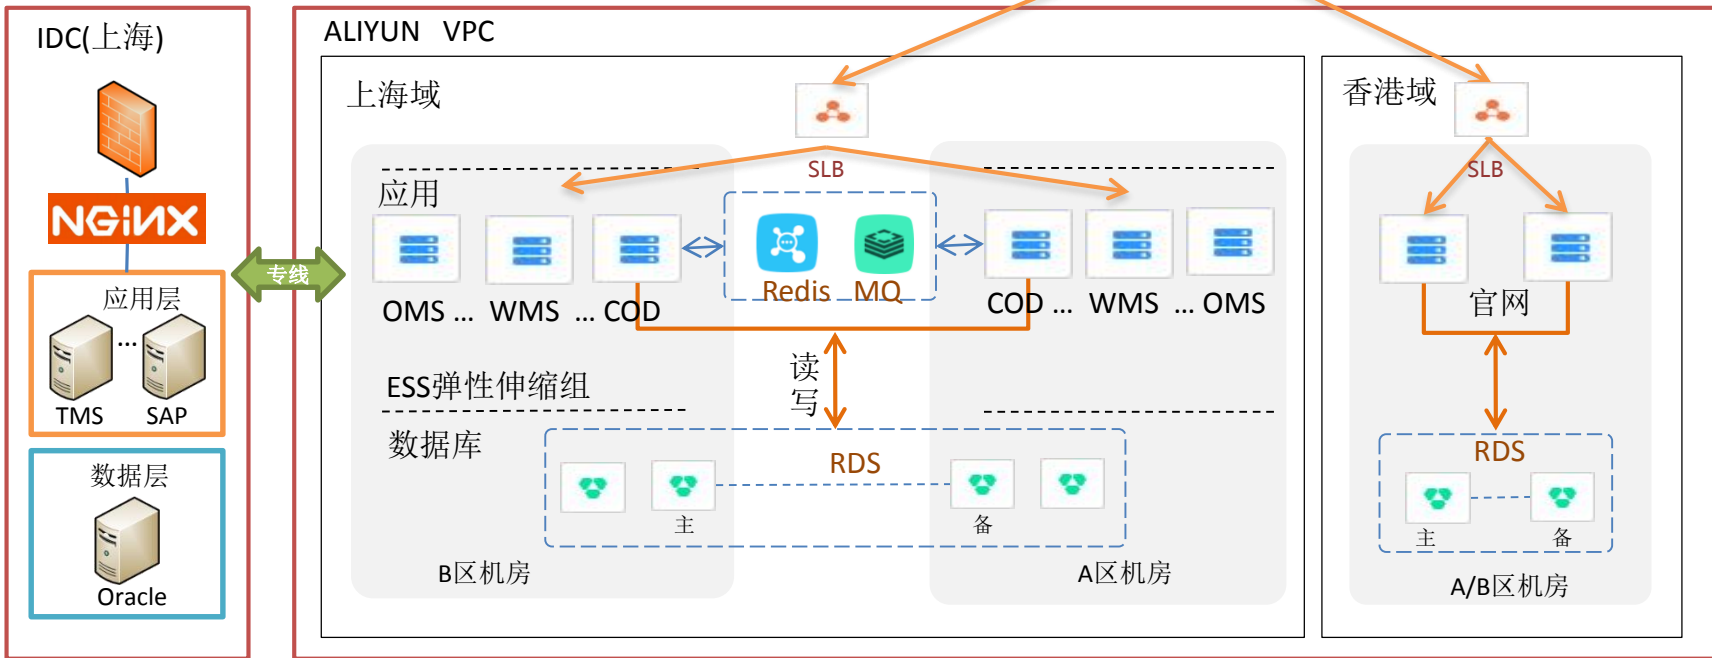 IDC(上海)
NGiNX
应用层
...
TMS
SAP
数据层
Oracle
专线
ALIYUN VPC
上海域
SLB
应用
Redis MQ
OMS ... WMS ... COD
COD ... WMS ... OMS
读
写
ESS弹性伸缩组
数据库
RDS
主
备
B区机房
A区机房
香港域
SLB
官网
RDS
主
备
A/B区机房